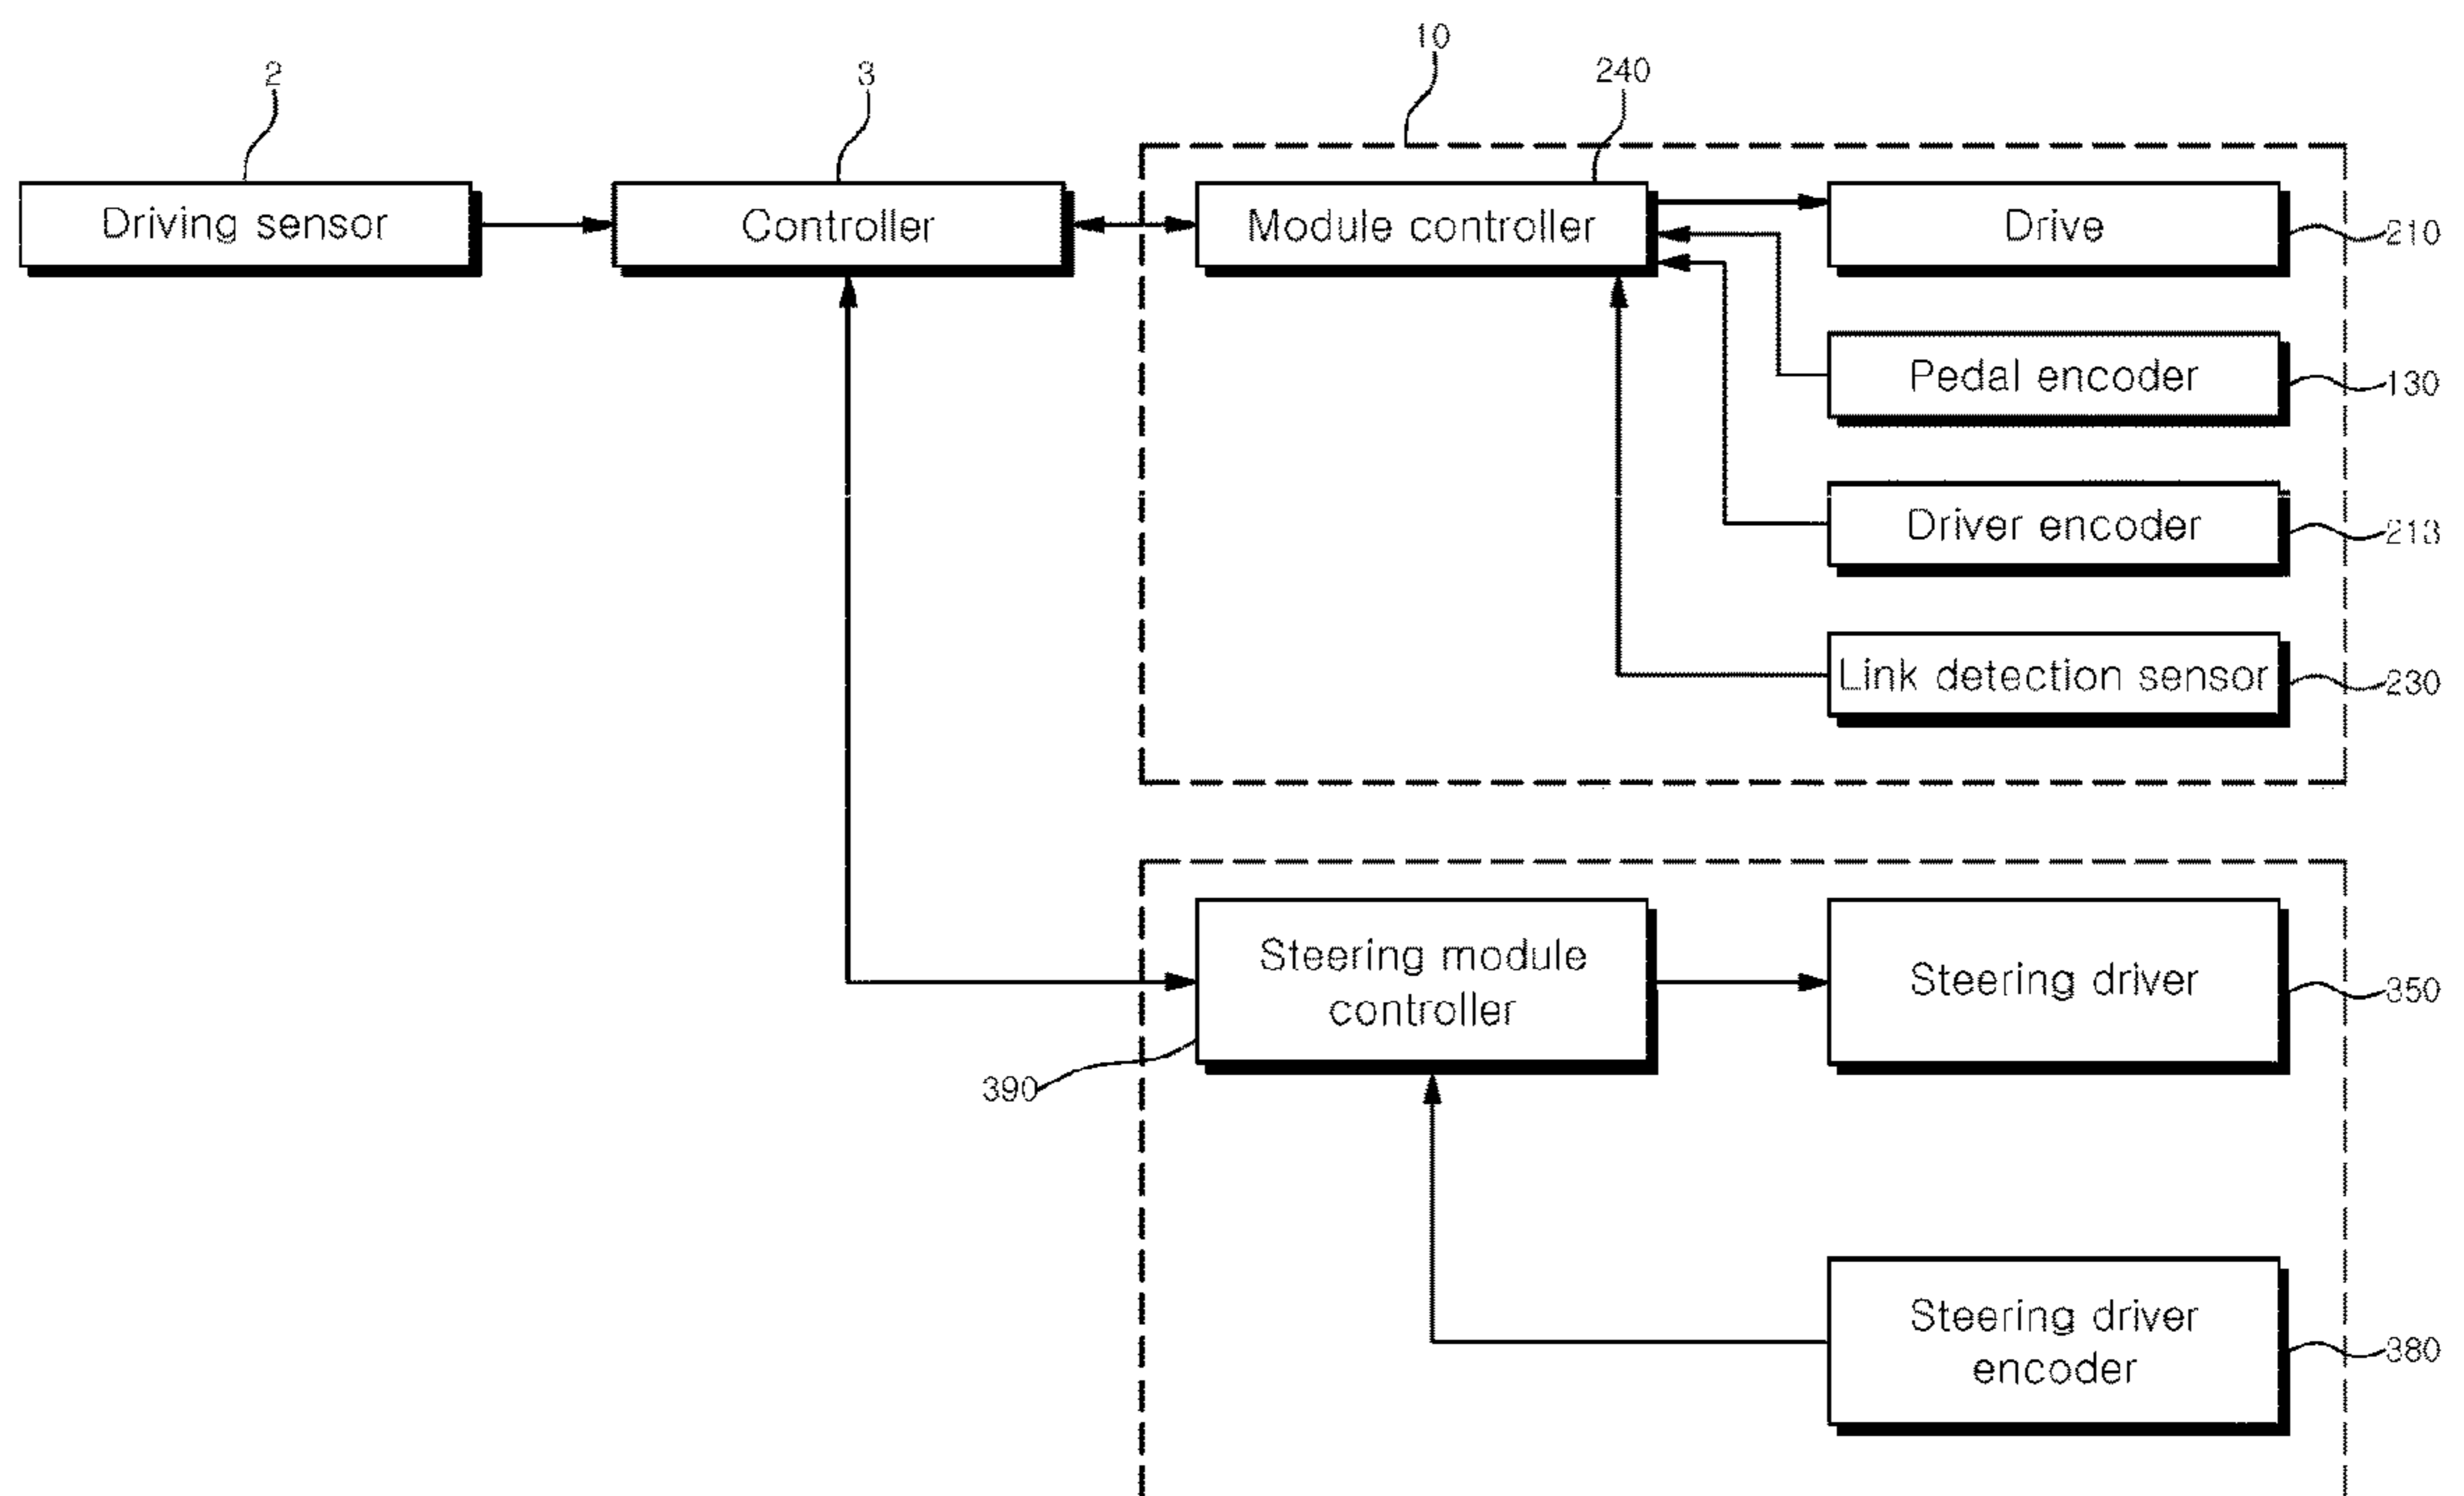 10
2
3
240
Driving sensor
Controller
Module controller
Drive
210
Pedal encoder
130
Driver encoder
213
Link detection sensor
230
Steering module
controller
Steering driver
350
390
Steering driver
encoder
380